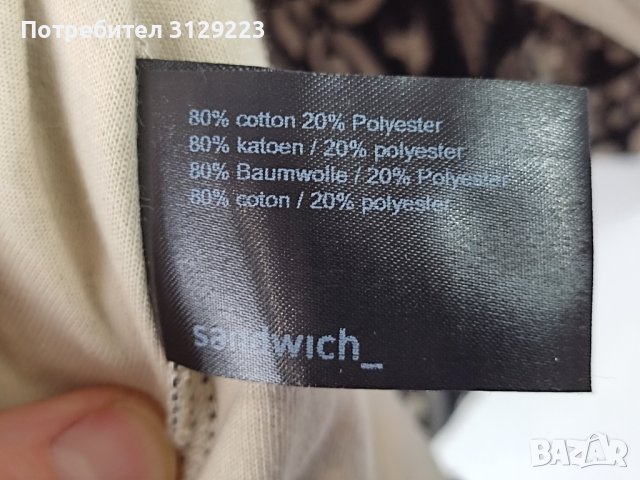 Потребител 3129223
80% cotton 20% Polyester
80% katoen / 20% polyester
80% Baumwolle / 20% Polyester
80% coton / 20% polyester
sandwich_
BAZAR